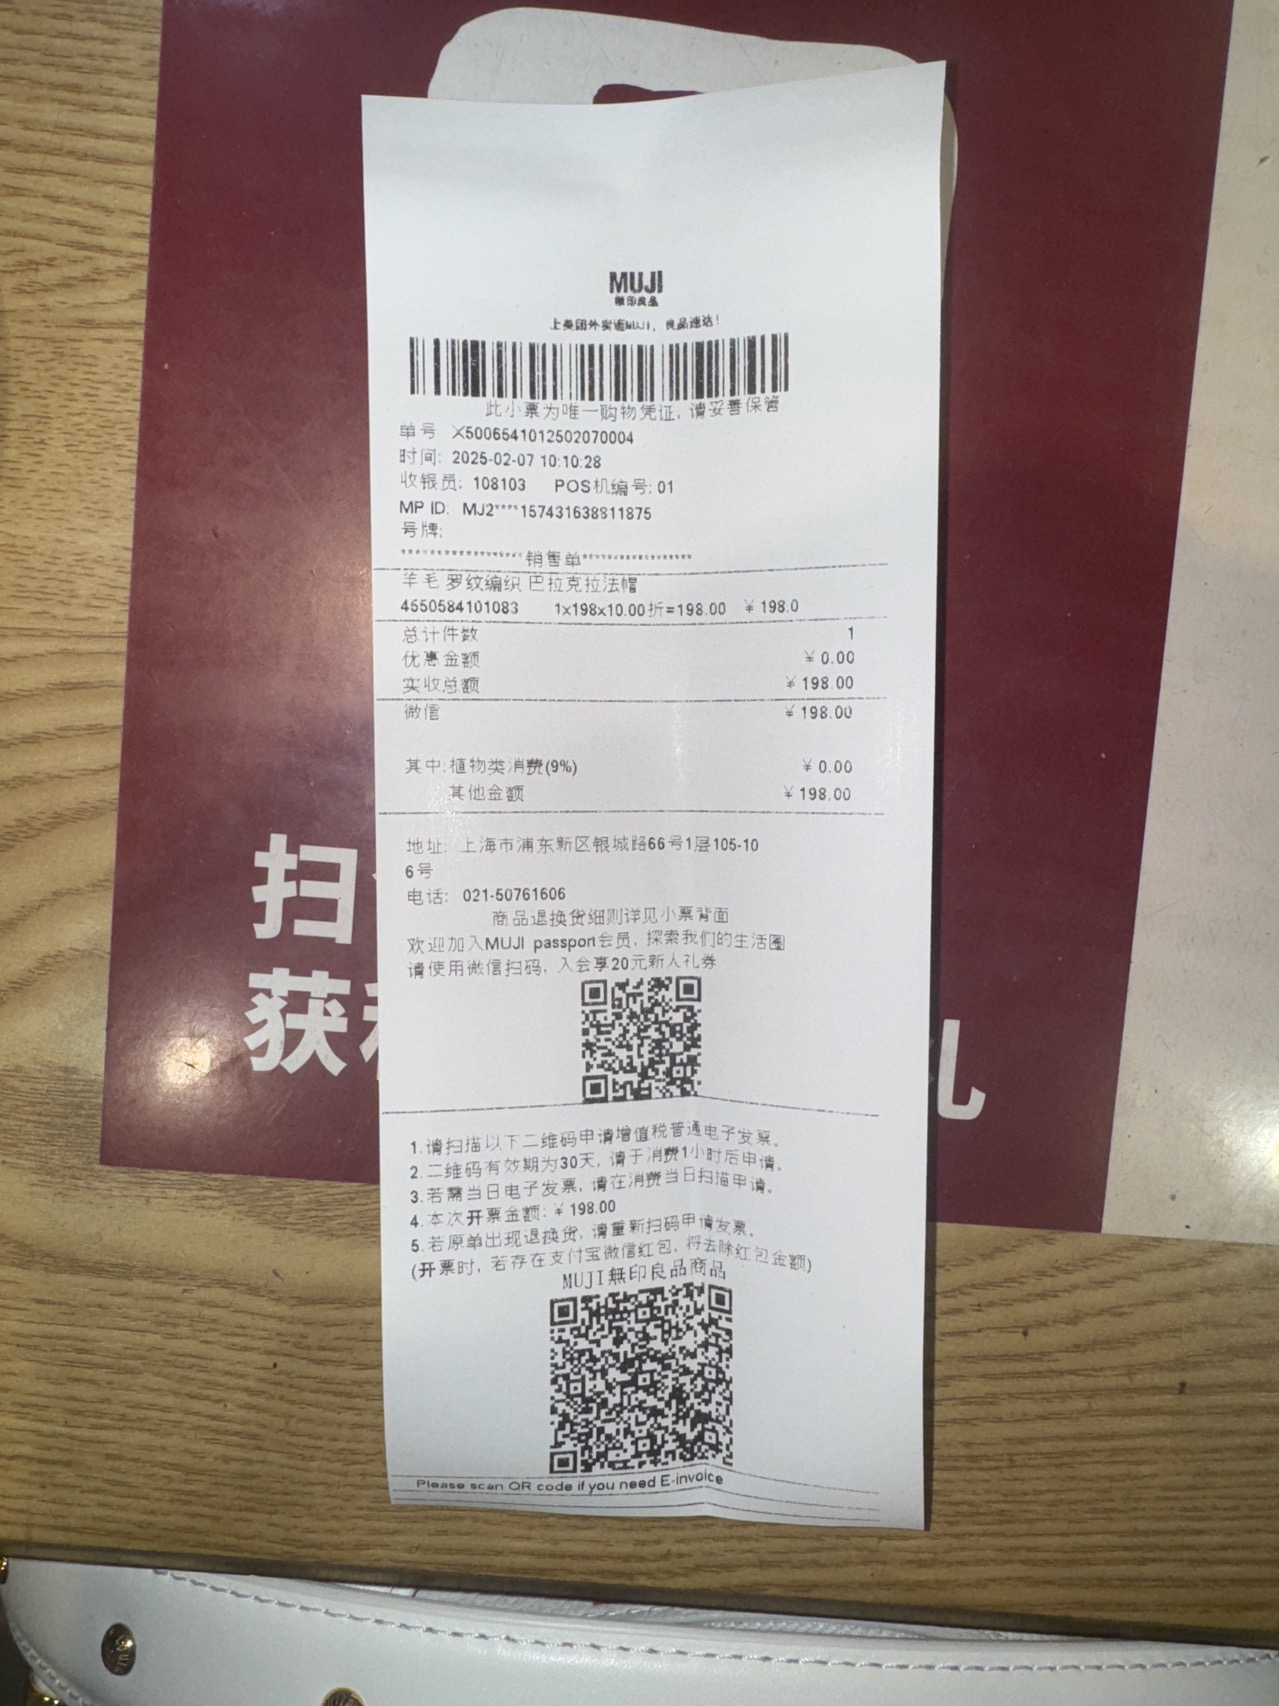 MUJI
無印良品
上美团外卖逛MUJI，良品速达！
此小票为唯一购物凭证，请妥善保管
单号 X5006541012502070004
时间: 2025-02-07 10:10:28
收银员: 108103 POS机编号: 01
MP ID: MJ2****157431638811875
号牌:
销售单
羊毛 罗纹编织 巴拉克拉法帽
4550584101083 1x198x10.00折=198.00 ¥ 198.0
总计件数 1
优惠金额 ¥ 0.00
实收总额 ¥ 198.00
微信 ¥ 198.00
其中: 植物类消费(9%) ¥ 0.00
其他金额 ¥ 198.00
地址: 上海市浦东新区银城路66号1层105-10
6号
电话: 021-50761606
商品退换货细则详见小票背面
欢迎加入MUJI passport会员，探索我们的生活圈
请使用微信扫码，入会享20元新人礼券
1.请扫描以下二维码申请增值税普通电子发票。
2.二维码有效期为30天，请于消费1小时后申请。
3.若需当日电子发票，请在消费当日扫描申请。
4.本次开票金额: ¥ 198.00
5.若原单出现退换货，请重新扫码申请发票。
(开票时，若存在支付宝微信红包，将去除红包金额)
MUJI無印良品商品
Please scan QR code if you need E-invoice
扫
获 礼